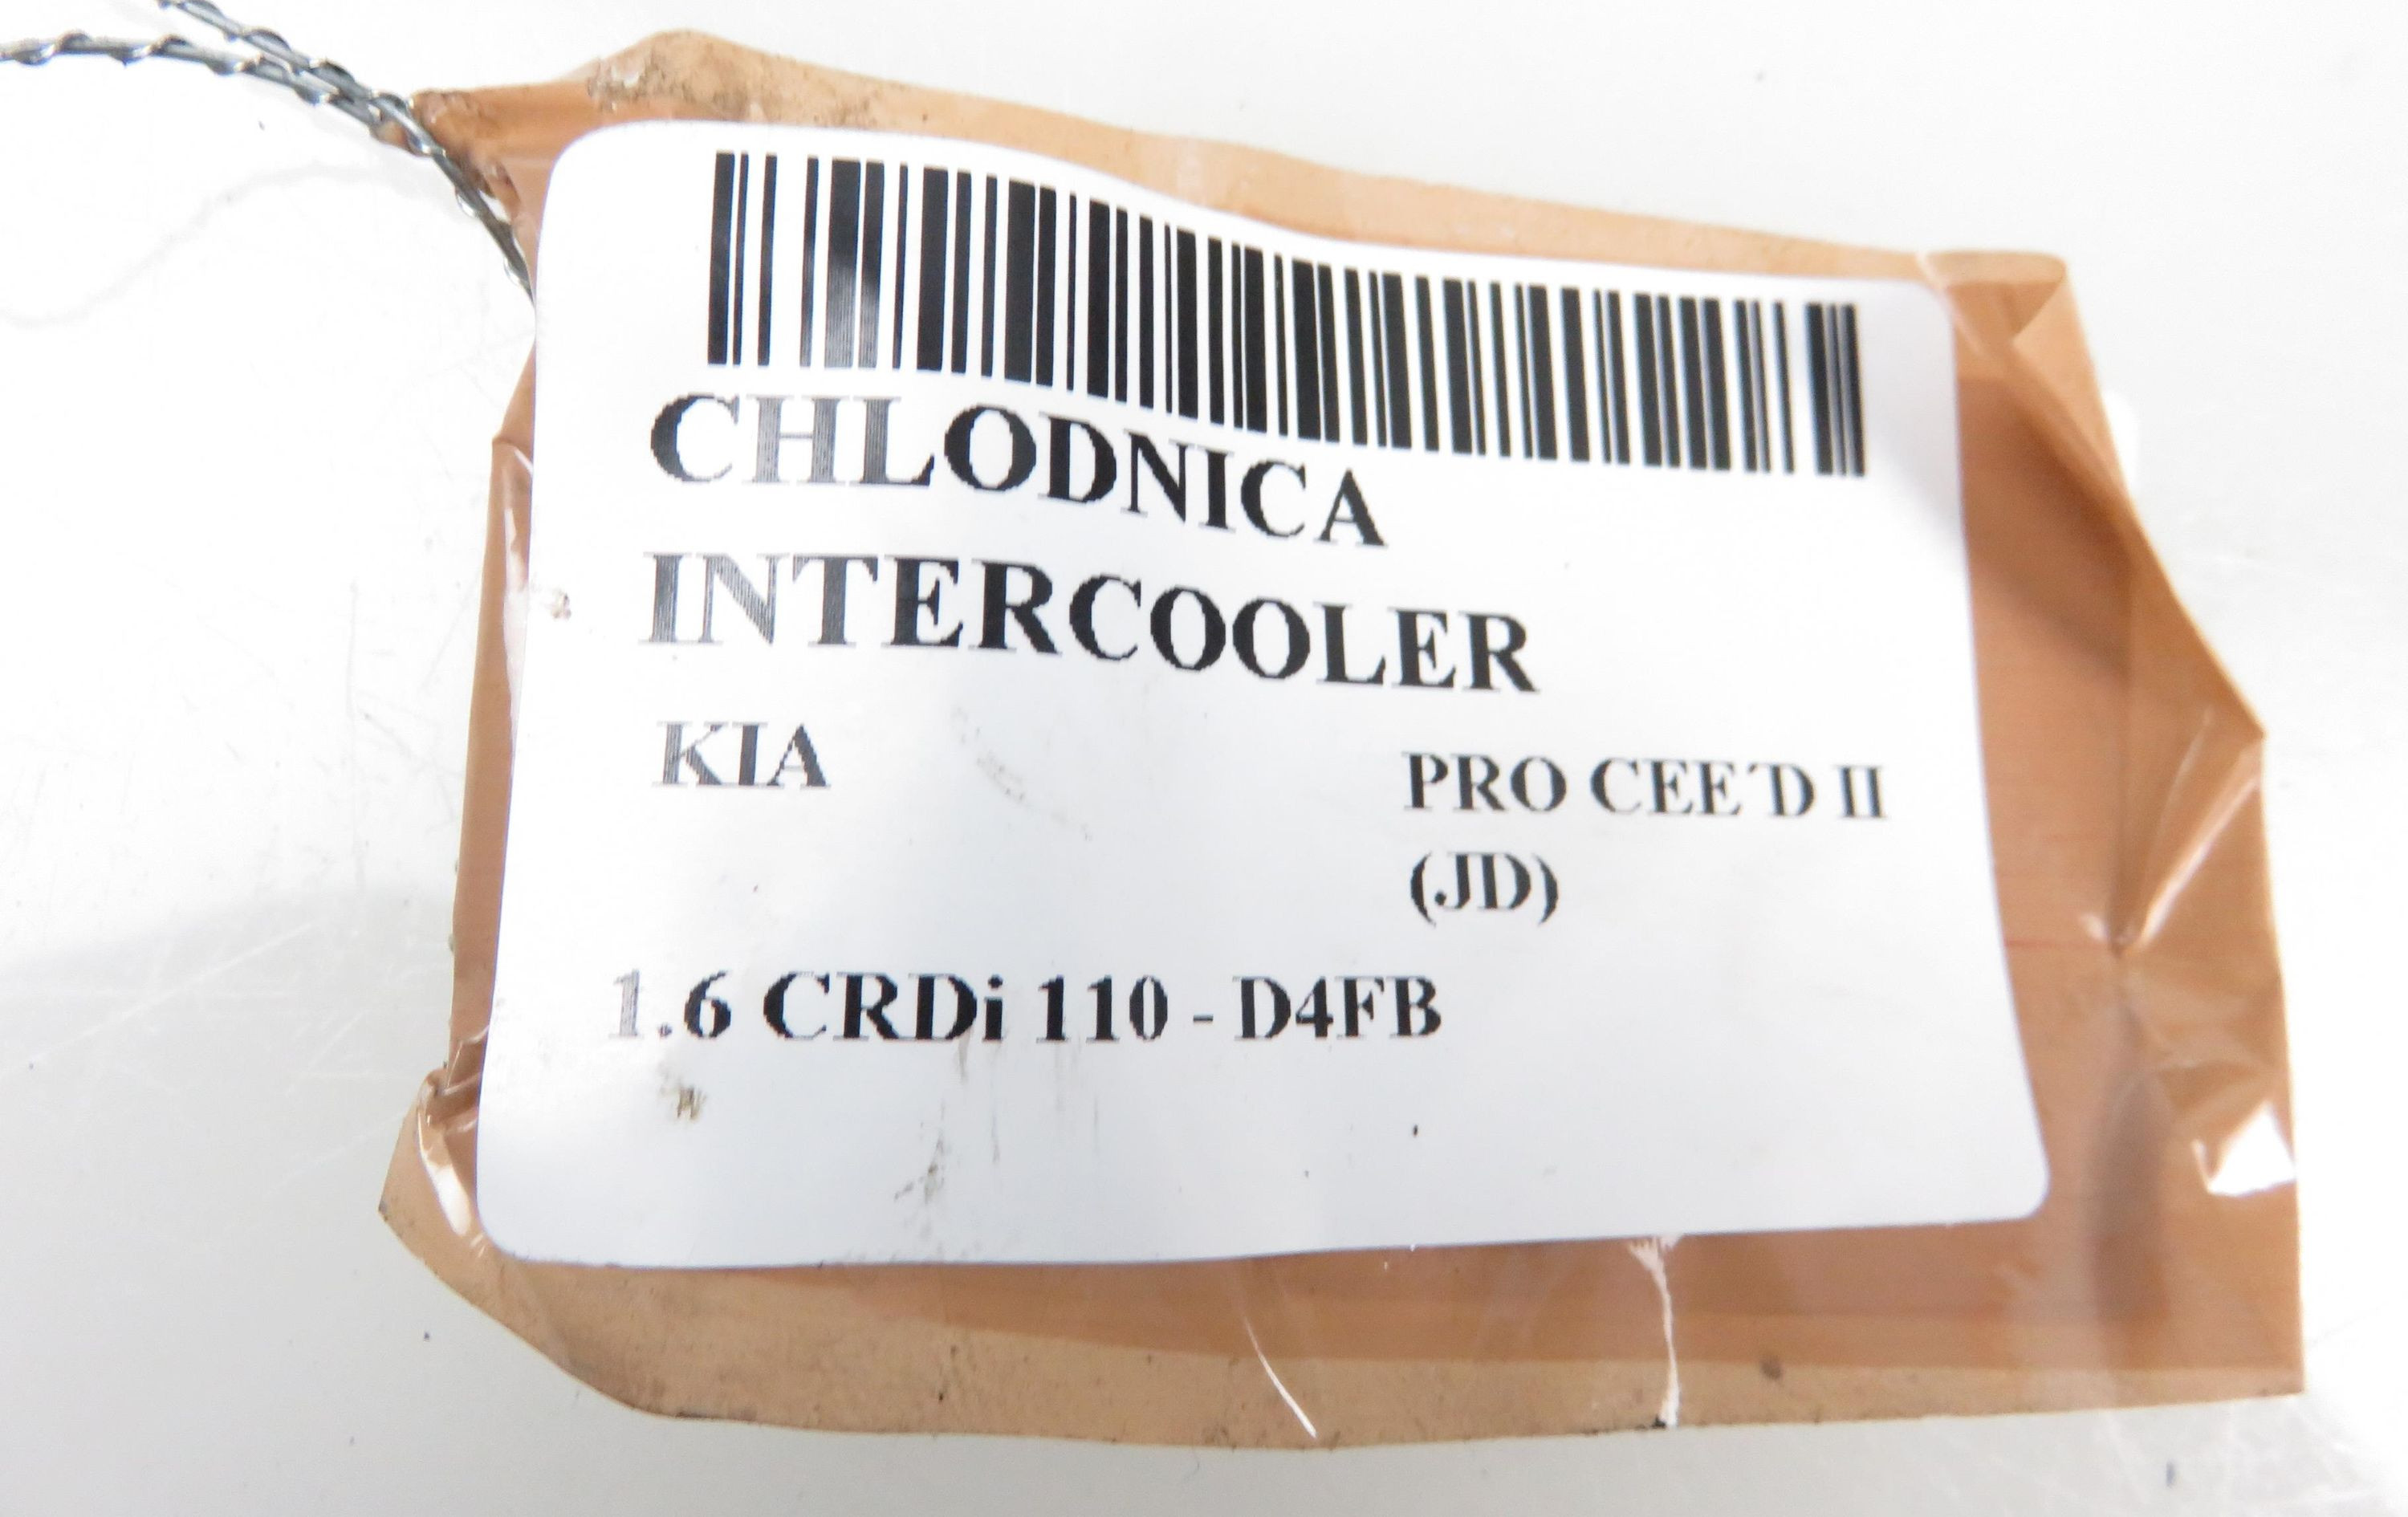 CHLODNICA
INTERCOOLER
KIA PRO CEE´D II
(JD)
1.6 CRDi 110 - D4FB